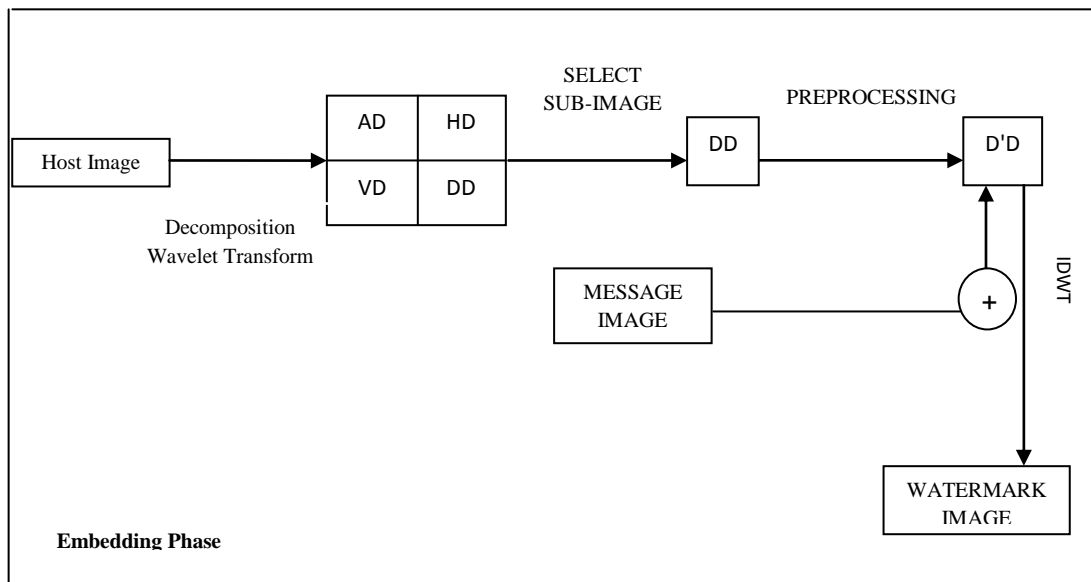 SELECT
SUB-IMAGE
PREPROCESSING
Host Image
AD HD
VD DD
DD
D'D
Decomposition
Wavelet Transform
MESSAGE
IMAGE
+
IDWT
WATERMARK
IMAGE
Embedding Phase